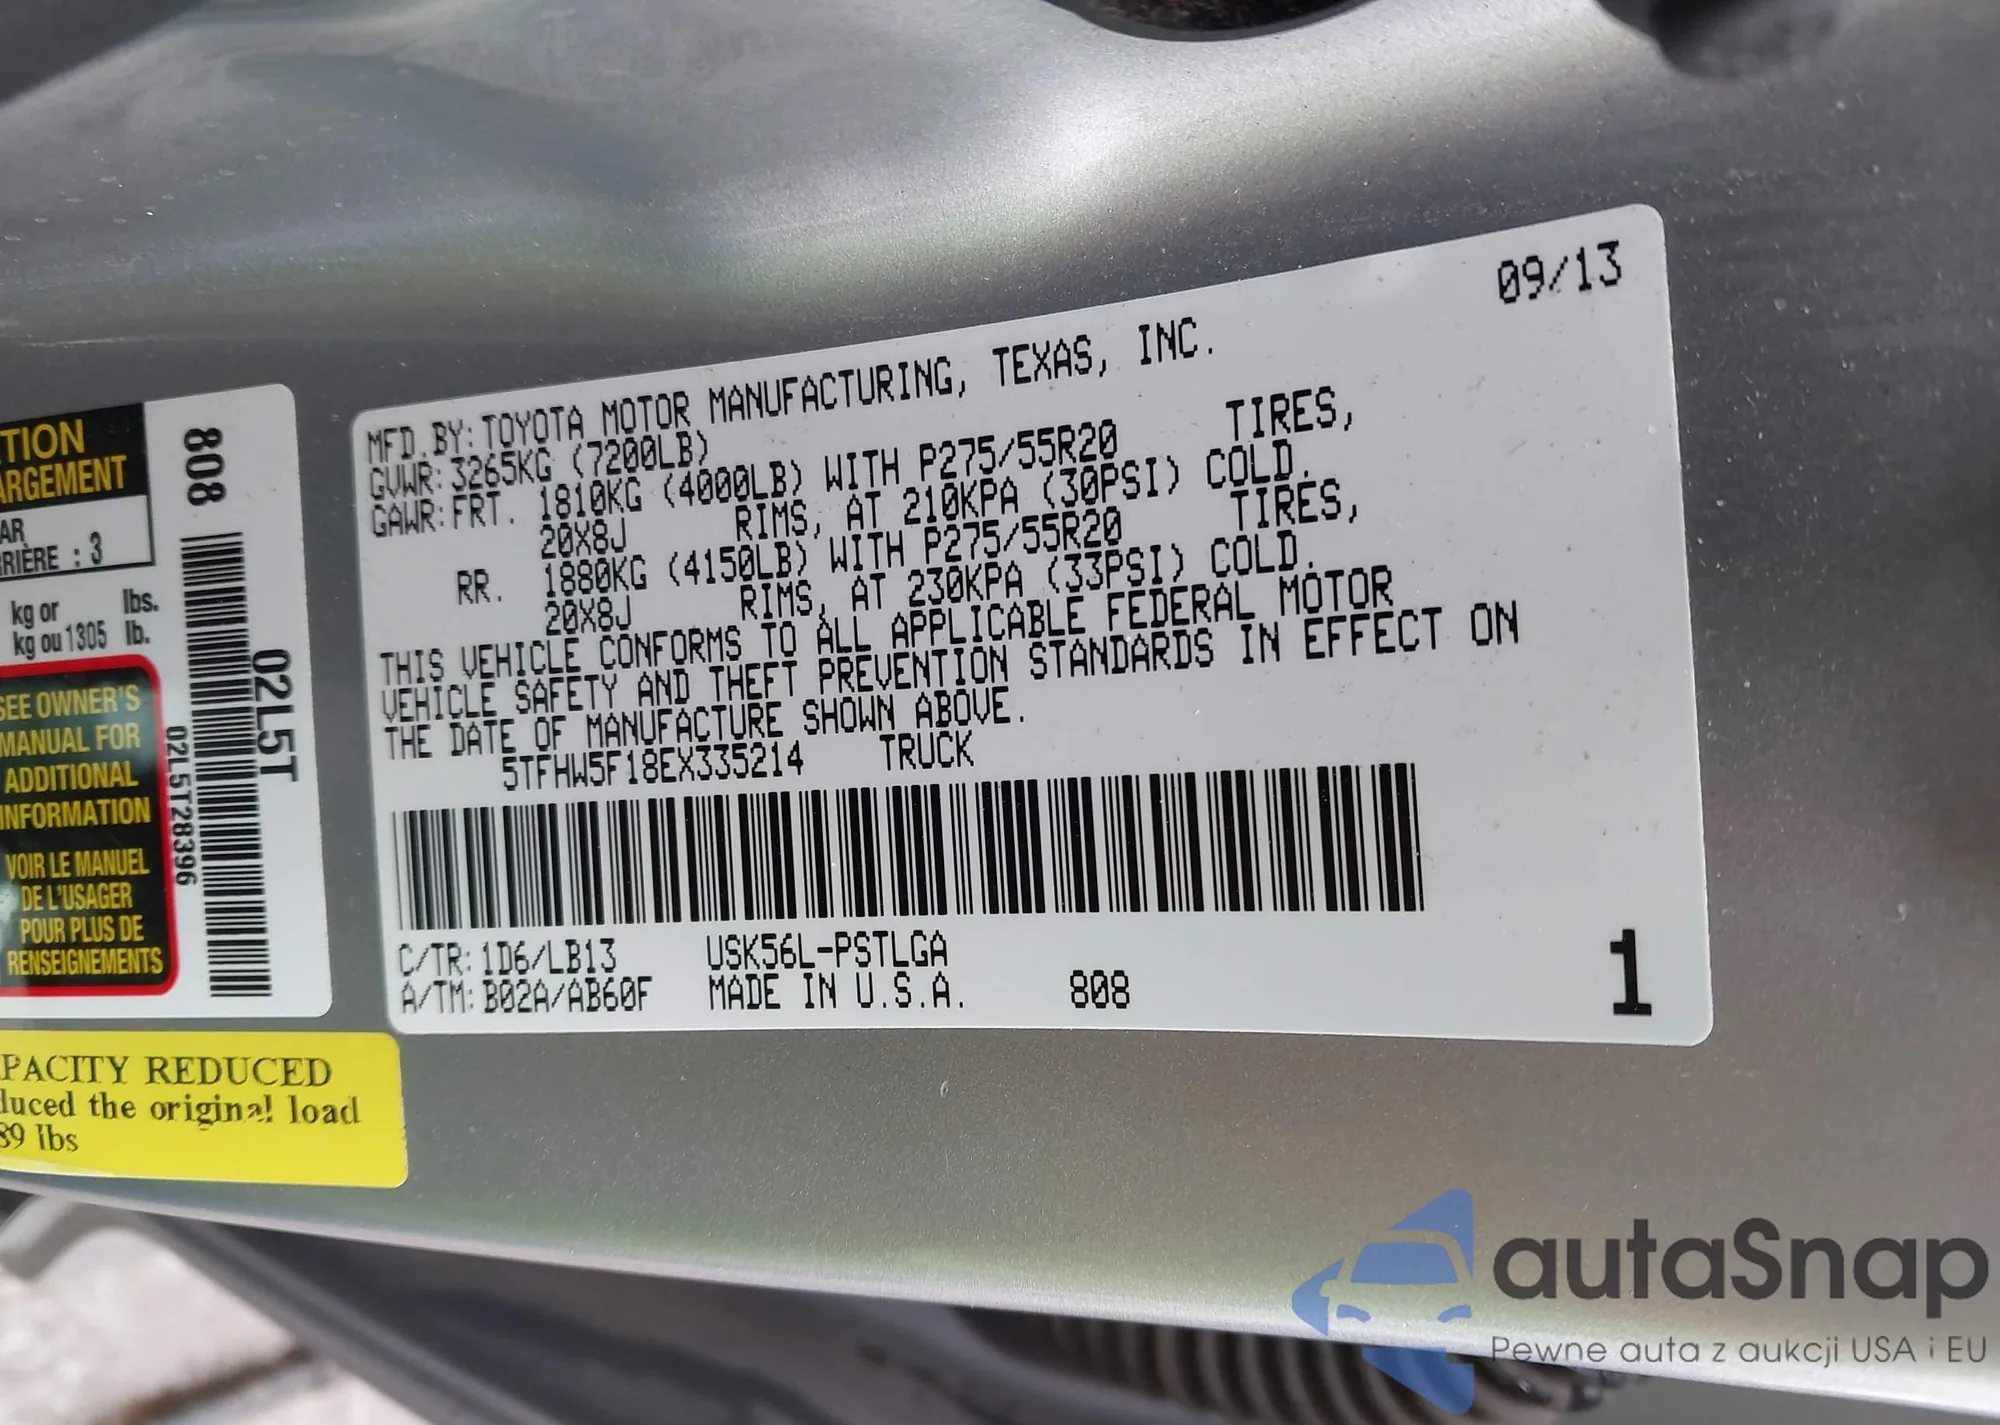 09/13
MFD.BY:TOYOTA MOTOR MANUFACTURING, TEXAS, INC.
GVWR:3265KG (7200LB)
GAWR:FRT. 1810KG (4000LB) WITH P275/55R20 TIRES,
20X8J RIMS, AT 210KPA (30PSI) COLD.
RR. 1880KG (4150LB) WITH P275/55R20 TIRES,
20X8J RIMS, AT 230KPA (33PSI) COLD.
THIS VEHICLE CONFORMS TO ALL APPLICABLE FEDERAL MOTOR
VEHICLE SAFETY AND THEFT PREVENTION STANDARDS IN EFFECT ON
THE DATE OF MANUFACTURE SHOWN ABOVE.
5TFHW5F18EX335214 TRUCK
C/TR:1D6/LB13 USK56L-PSTLGA
A/TM:B02A/AB60F MADE IN U.S.A. 808
1
TION
ARGEMENT
AR
RIÈRE : 3
kg or lbs.
kg ou 1305 lb.
SEE OWNER'S
MANUAL FOR
ADDITIONAL
INFORMATION
VOIR LE MANUEL
DE L'USAGER
POUR PLUS DE
RENSEIGNEMENTS
808
02L5T
02L5T28396
PACITY REDUCED
duced the original load
89 lbs
autaSnap
Pewne auta z aukcji USA i EU